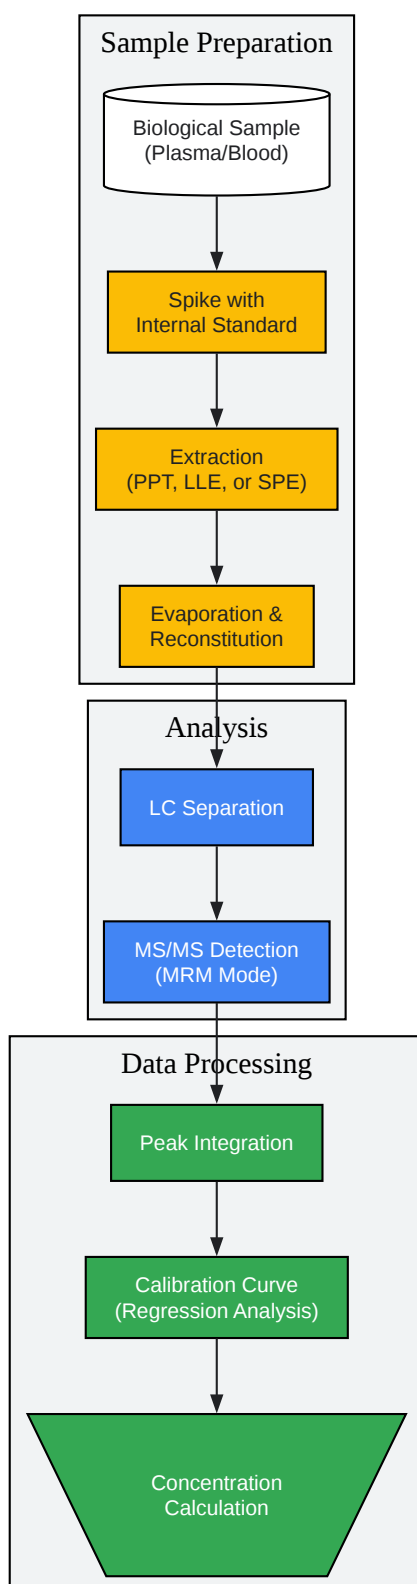 Sample Preparation
Biological Sample
(Plasma/Blood)
Spike with
Internal Standard
Extraction
(PPT, LLE, or SPE)
Evaporation &
Reconstitution
Analysis
LC Separation
MS/MS Detection
(MRM Mode)
Data Processing
Peak Integration
Calibration Curve
(Regression Analysis)
Concentration
Calculation